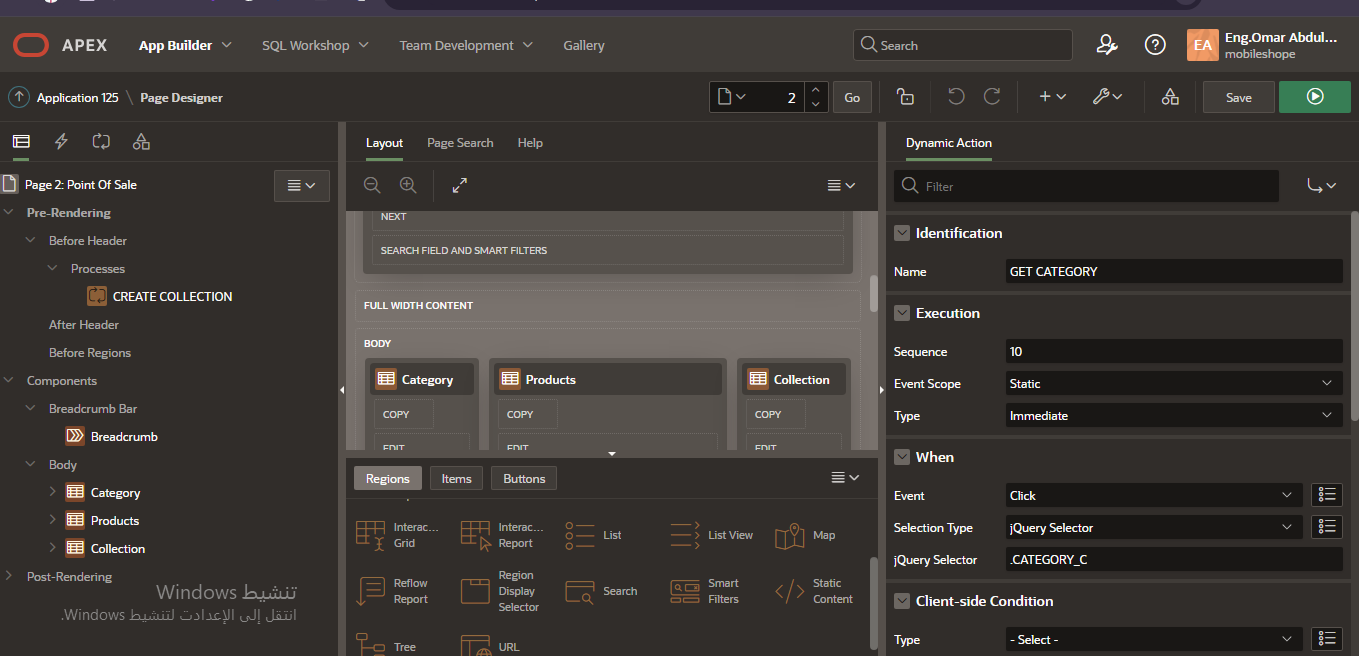 APEX
App Builder
SQL Workshop
Team Development
Gallery
Search
EA
Eng.Omar Abdul...
mobileshope
Application 125 \ Page Designer
2
Go
Save
Page 2: Point Of Sale
Pre-Rendering
Before Header
Processes
CREATE COLLECTION
After Header
Before Regions
Components
Breadcrumb Bar
Breadcrumb
Body
Category
Products
Collection
Post-Rendering
تنشيط Windows
انتقل إلى الإعدادت لتنشيط Windows.
Layout
Page Search
Help
NEXT
SEARCH FIELD AND SMART FILTERS
FULL WIDTH CONTENT
BODY
Category
Products
Collection
COPY
COPY
COPY
EDIT
EDIT
EDIT
Regions
Items
Buttons
Interac...
Grid
Interac...
Report
List
List View
Map
Reflow
Report
Region
Display
Selector
Search
Smart
Filters
Static
Content
Tree
URL
Dynamic Action
Filter
Identification
Name
GET CATEGORY
Execution
Sequence
10
Event Scope
Static
Type
Immediate
When
Event
Click
Selection Type
jQuery Selector
jQuery Selector
.CATEGORY_C
Client-side Condition
Type
- Select -